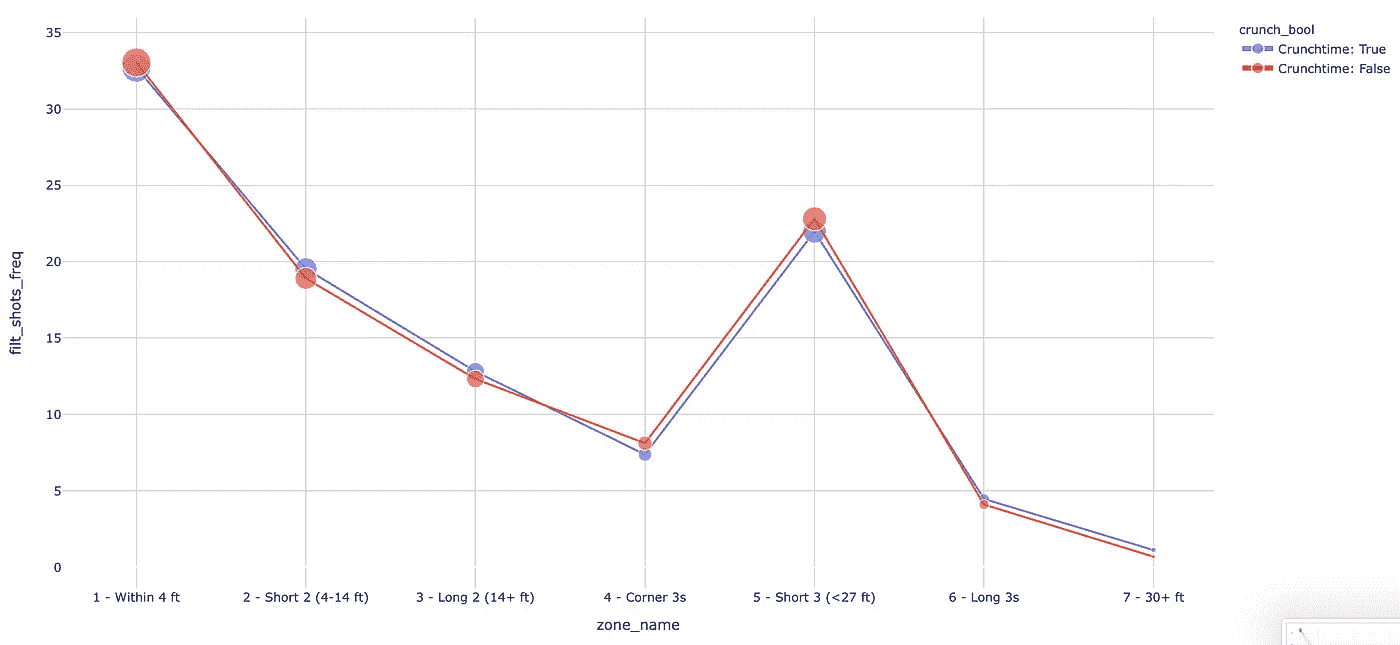 crunch_bool
Crunchtime: True
Crunchtime: False
35
30
25
20
15
10
5
0
filt_shots_freq
1 - Within 4 ft
2 - Short 2 (4-14 ft)
3 - Long 2 (14+ ft)
4 - Corner 3s
5 - Short 3 (<27 ft)
6 - Long 3s
7 - 30+ ft
zone_name